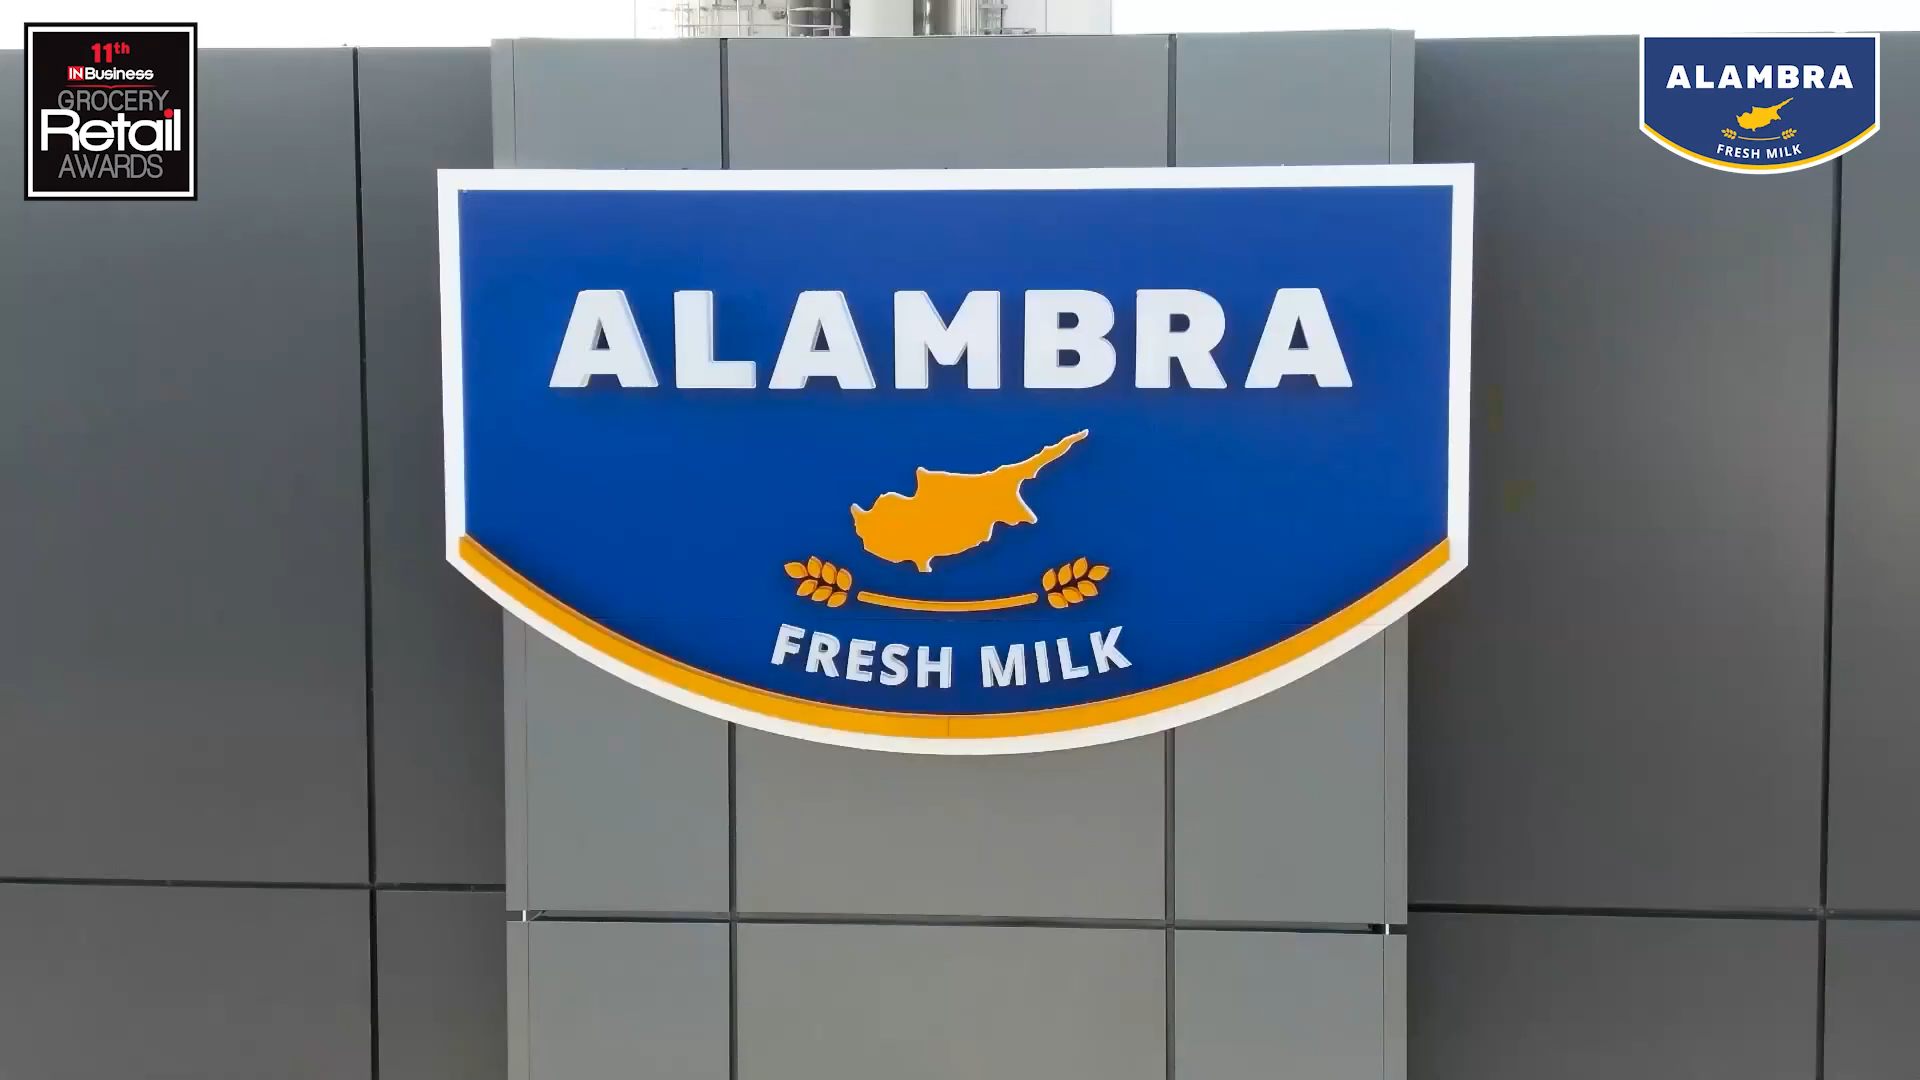 11th
INBusiness
GROCERY
Retail
AWARDS
ALAMBRA
FRESH MILK
ALAMBRA
FRESH MILK